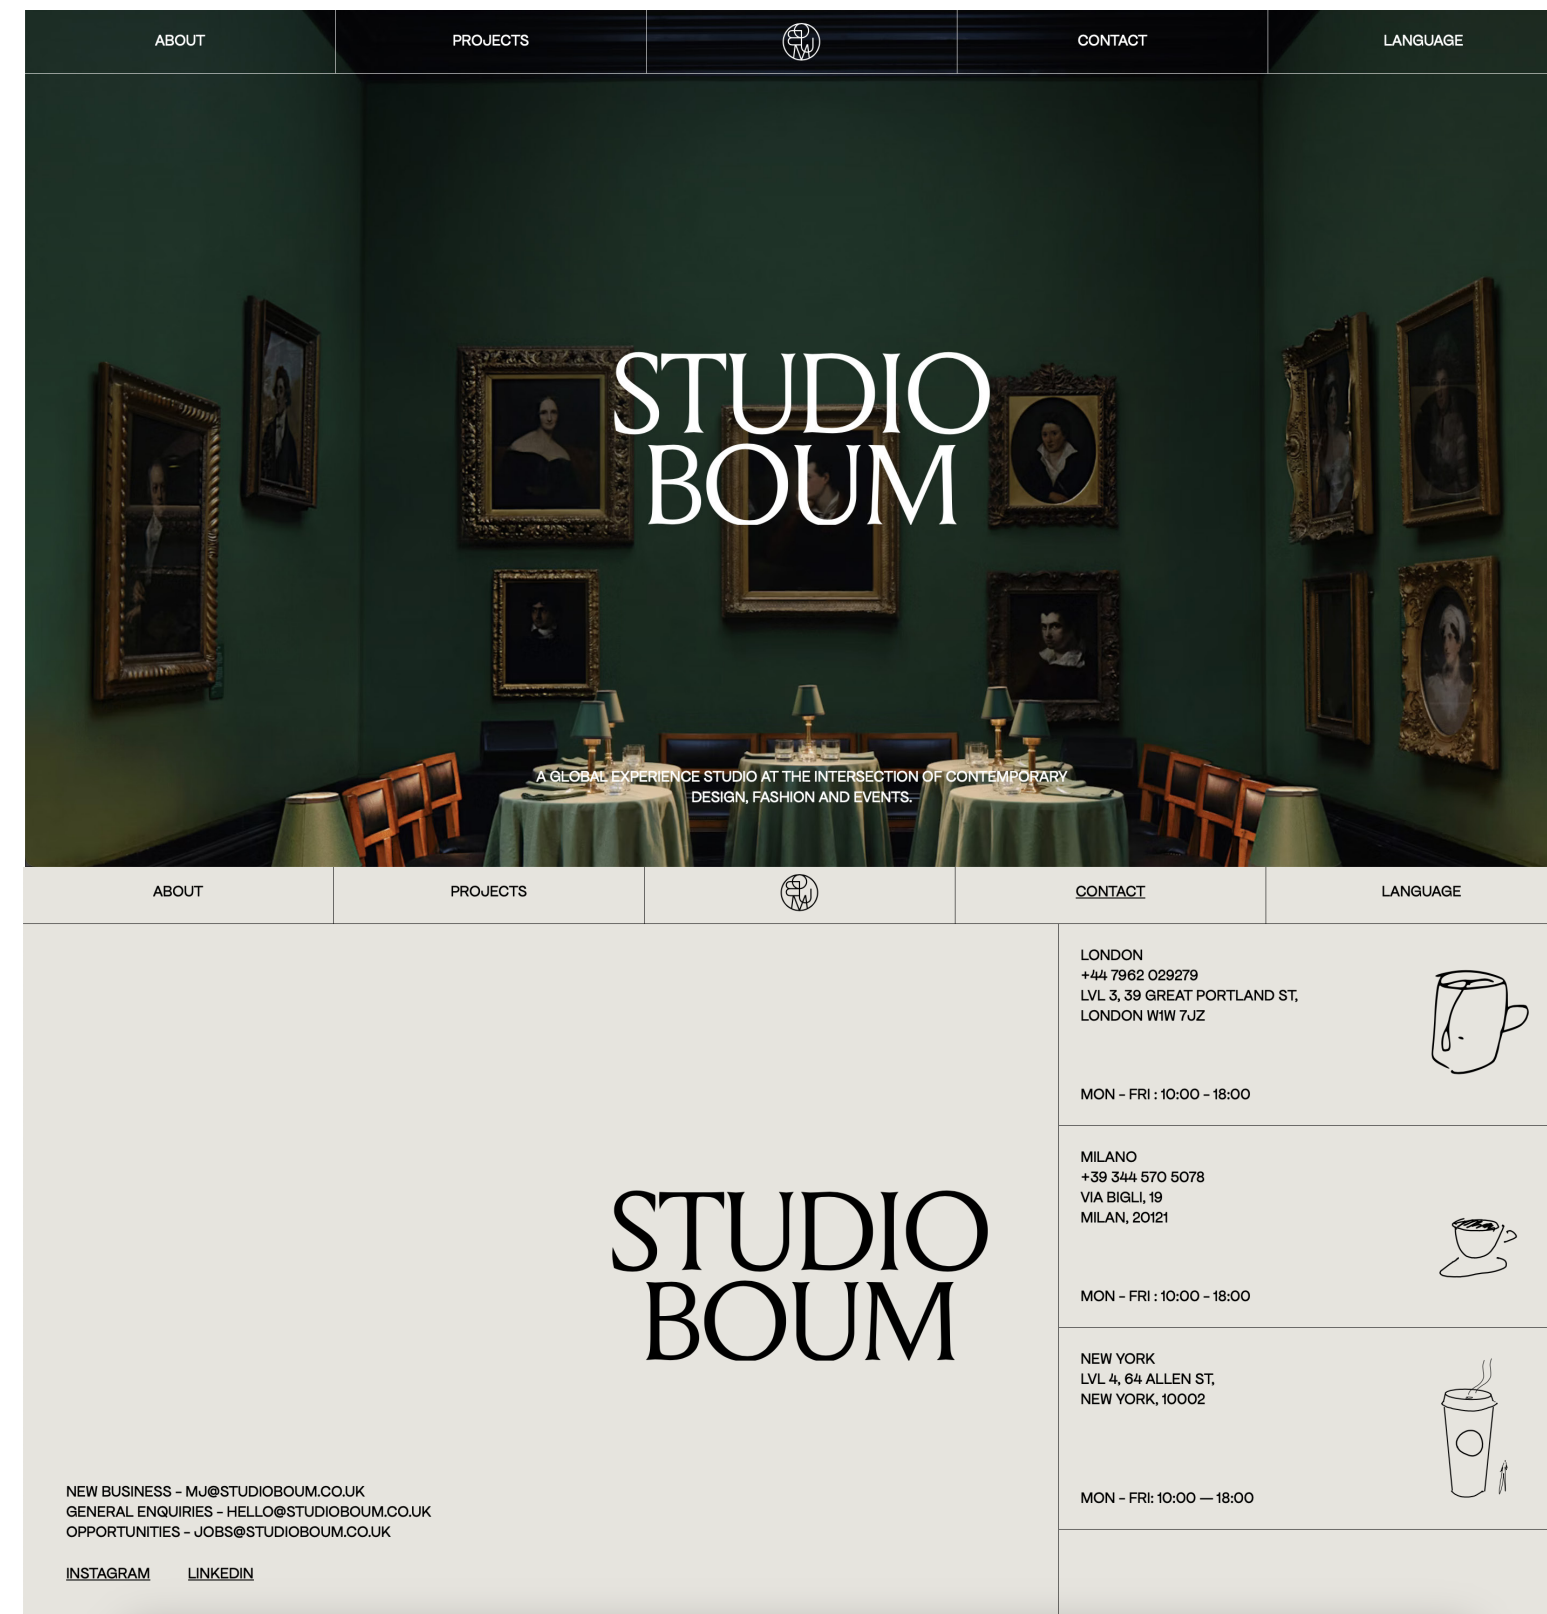 ABOUT
PROJECTS
CONTACT
LANGUAGE
STUDIO
BOUM
A GLOBAL EXPERIENCE STUDIO AT THE INTERSECTION OF CONTEMPORARY
DESIGN, FASHION AND EVENTS.
ABOUT
PROJECTS
CONTACT
LANGUAGE
STUDIO
BOUM
NEW BUSINESS - MJ@STUDIOBOUM.CO.UK
GENERAL ENQUIRIES - HELLO@STUDIOBOUM.CO.UK
OPPORTUNITIES - JOBS@STUDIOBOUM.CO.UK
INSTAGRAM
LINKEDIN
LONDON
+44 7962 029279
LVL 3, 39 GREAT PORTLAND ST,
LONDON W1W 7JZ
MON - FRI : 10:00 - 18:00
MILANO
+39 344 570 5078
VIA BIGLI, 19
MILAN, 20121
MON - FRI : 10:00 - 18:00
NEW YORK
LVL 4, 64 ALLEN ST,
NEW YORK, 10002
MON - FRI: 10:00 — 18:00